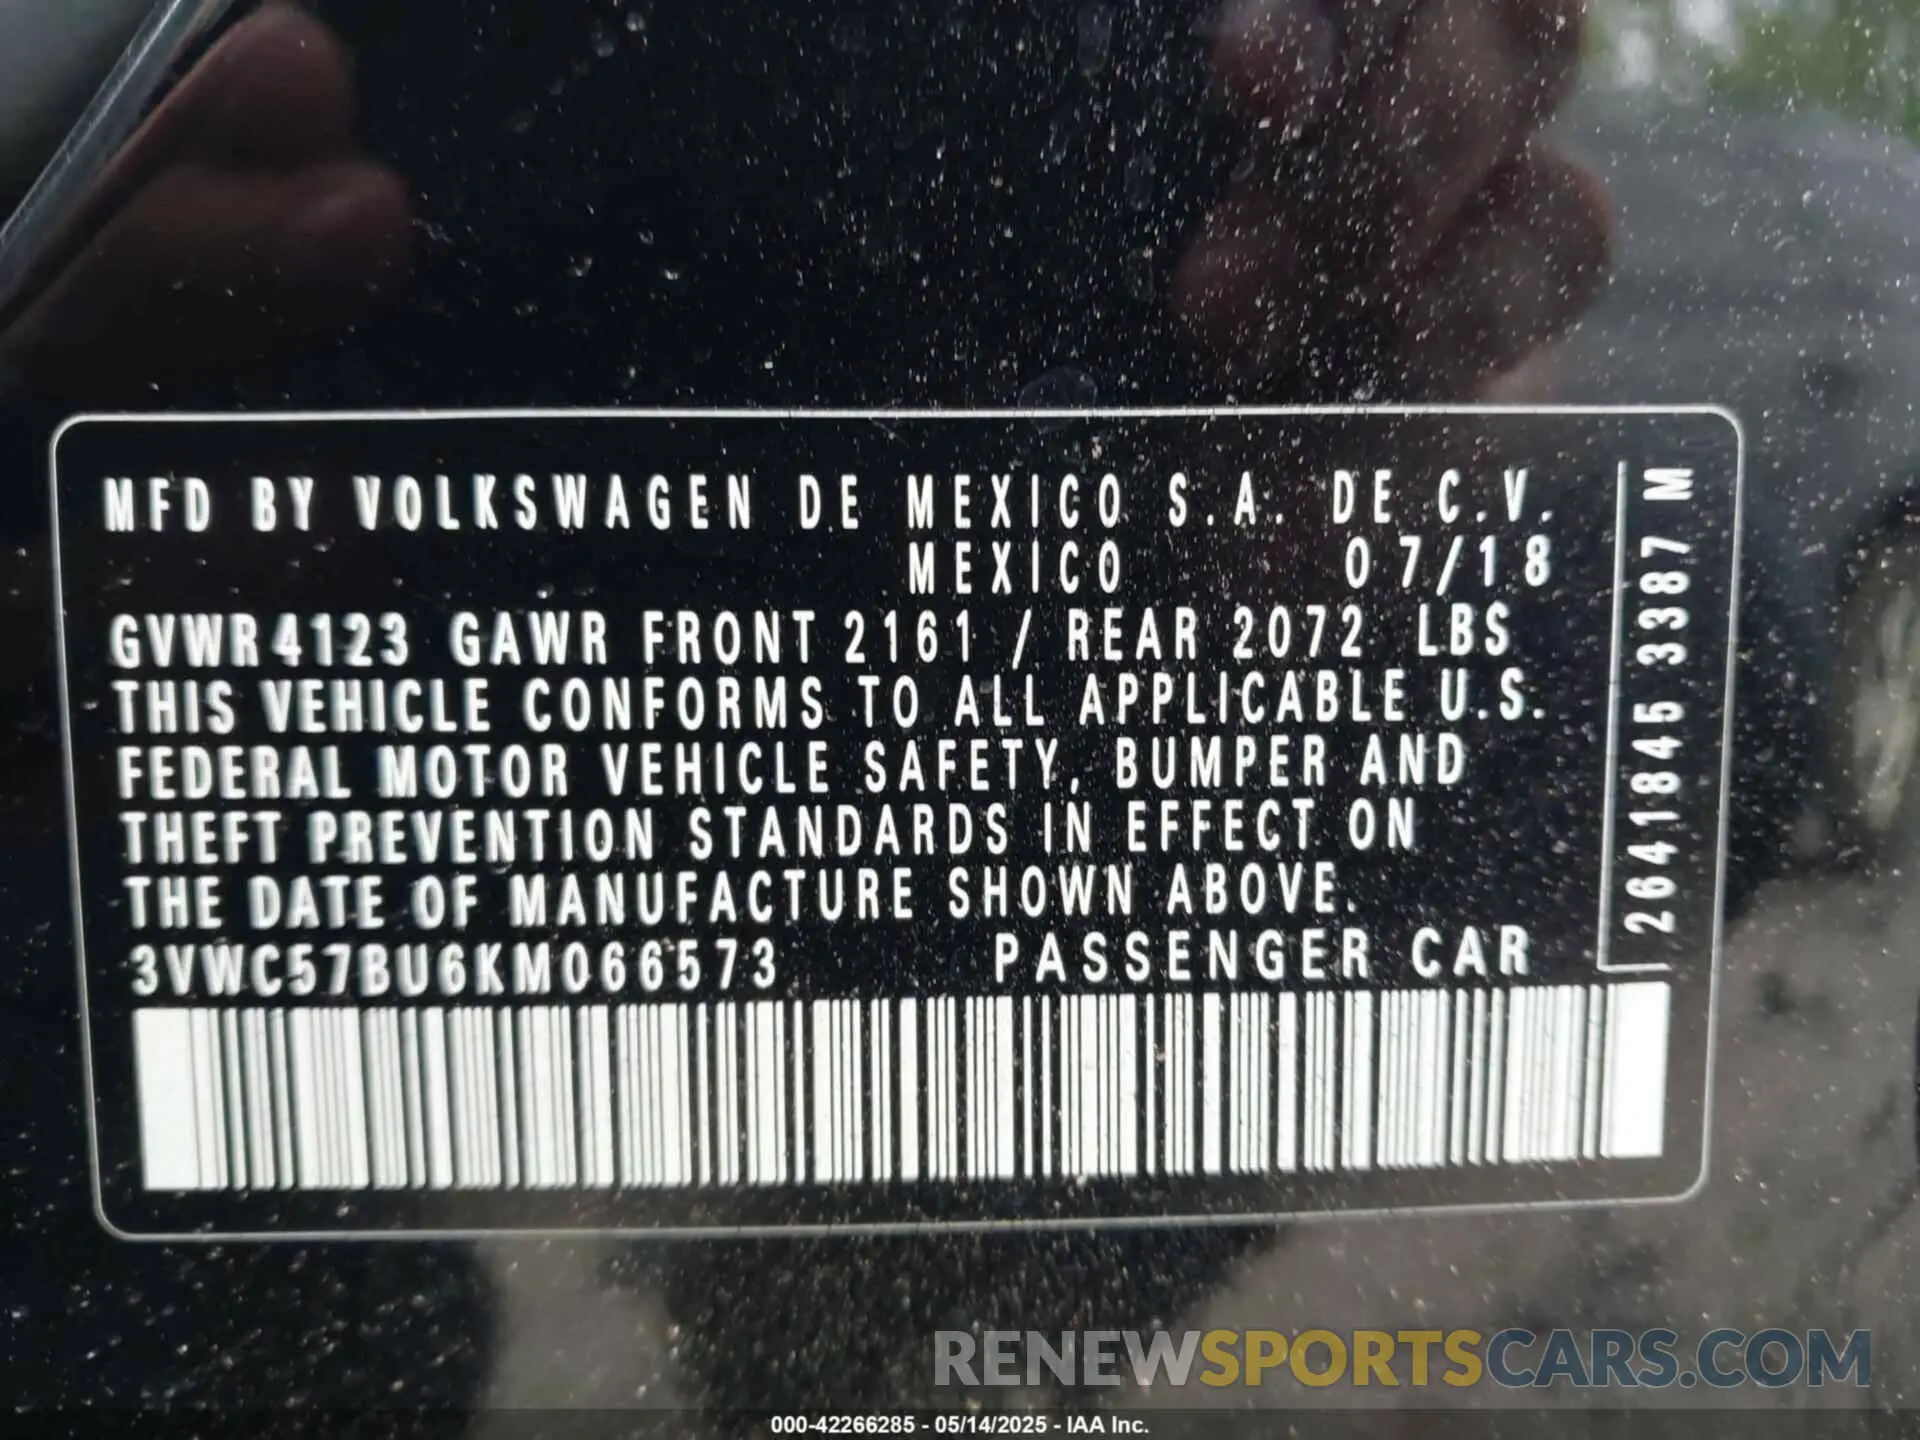 MFD BY VOLKSWAGEN DE MEXICO S.A. DE C.V.
MEXICO 07/18
GVWR 4123 GAWR FRONT 2161 / REAR 2072 LBS
THIS VEHICLE CONFORMS TO ALL APPLICABLE U.S.
FEDERAL MOTOR VEHICLE SAFETY, BUMPER AND
THEFT PREVENTION STANDARDS IN EFFECT ON
THE DATE OF MANUFACTURE SHOWN ABOVE.
3VWC57BU6KM066573 PASSENGER CAR
2641845 3387 M
RENEWSPORTSCARS.COM
000-42266285 - 05/14/2025 - IAA Inc.